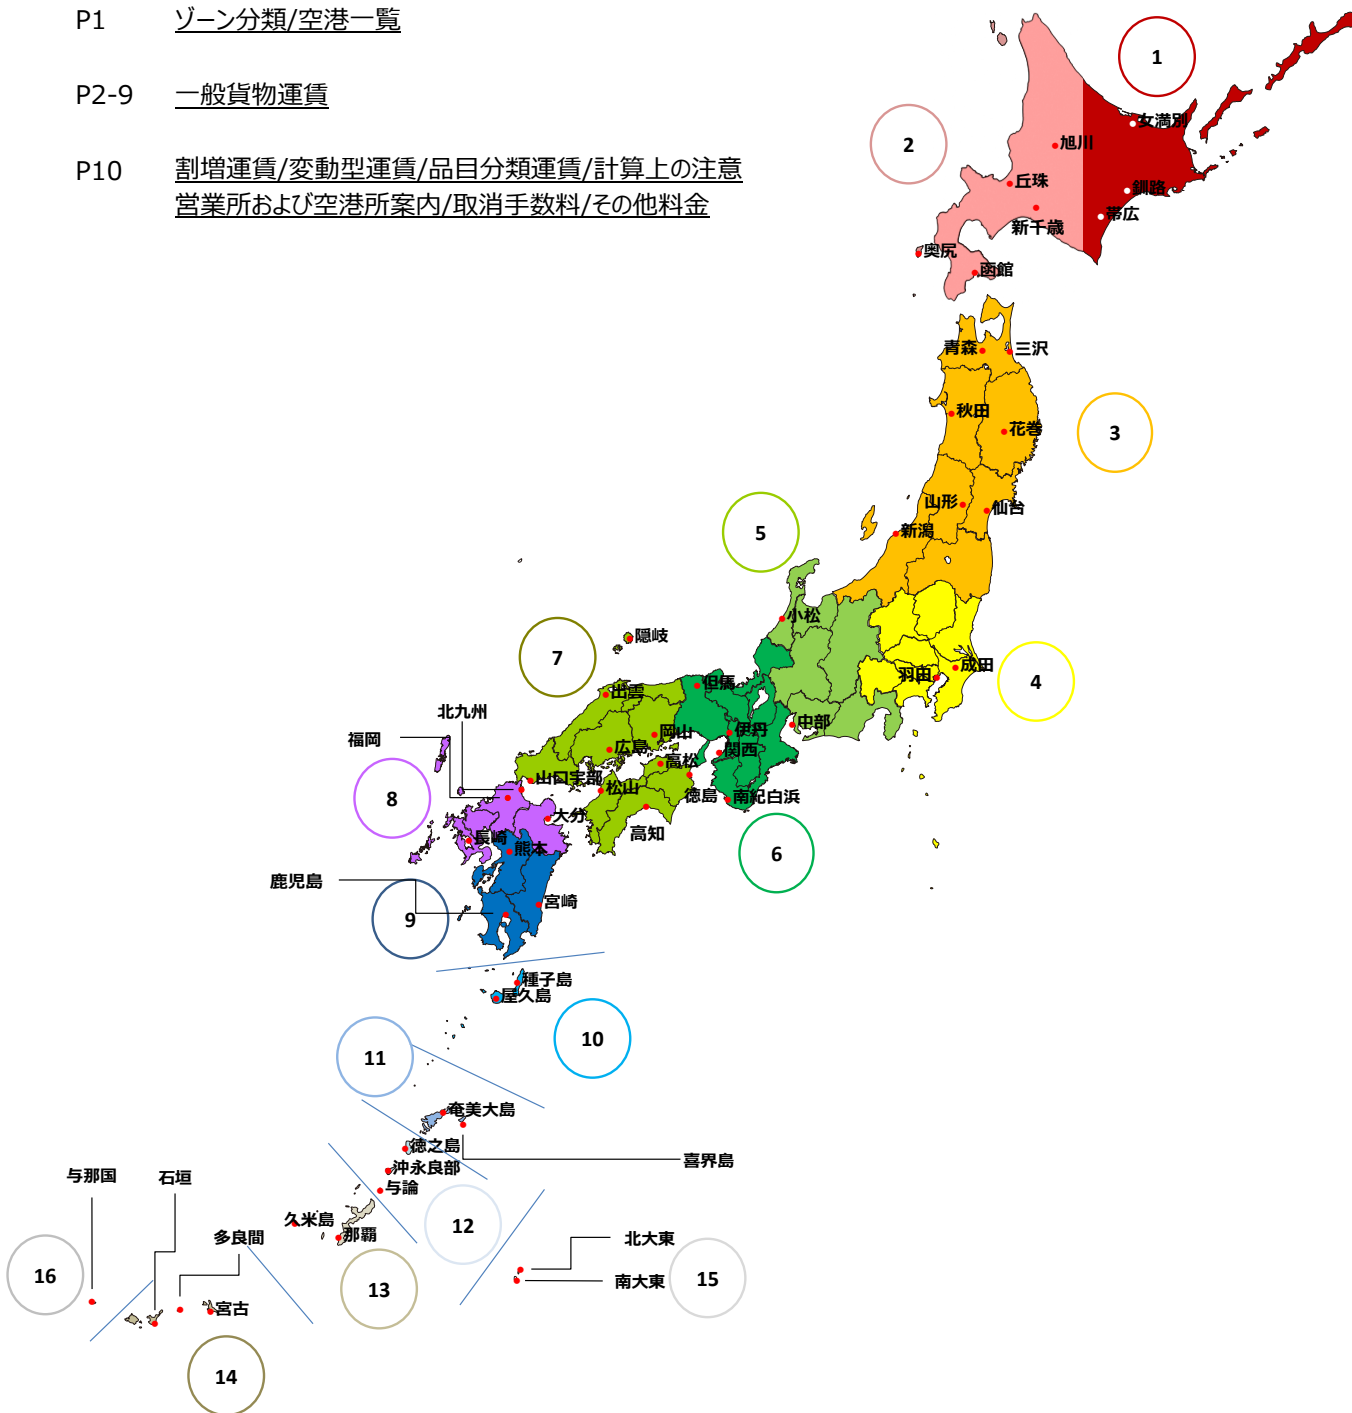 P1 ゾーン分類/空港一覧
P2-9 一般貨物運賃
P10 割増運賃/変動型運賃/品目分類運賃/計算上の注意
営業所および空港所案内/取消手数料/その他料金
1
女満別
2
旭川
丘珠
釧路
帯広
新千歳
奥尻
函館
青森
三沢
秋田
花巻
3
山形
仙台
新潟
5
小松
隠岐
7
成田
羽田
4
但馬
出雲
北九州
中部
伊丹
岡山
福岡
広島
関西
高松
山口宇部
松山
徳島
南紀白浜
8
大分
高知
長崎
熊本
6
鹿児島
宮崎
9
種子島
屋久島
10
11
奄美大島
徳之島
喜界島
沖永良部
与那国
石垣
与論
久米島
12
那覇
多良間
北大東
16
15
南大東
13
宮古
14